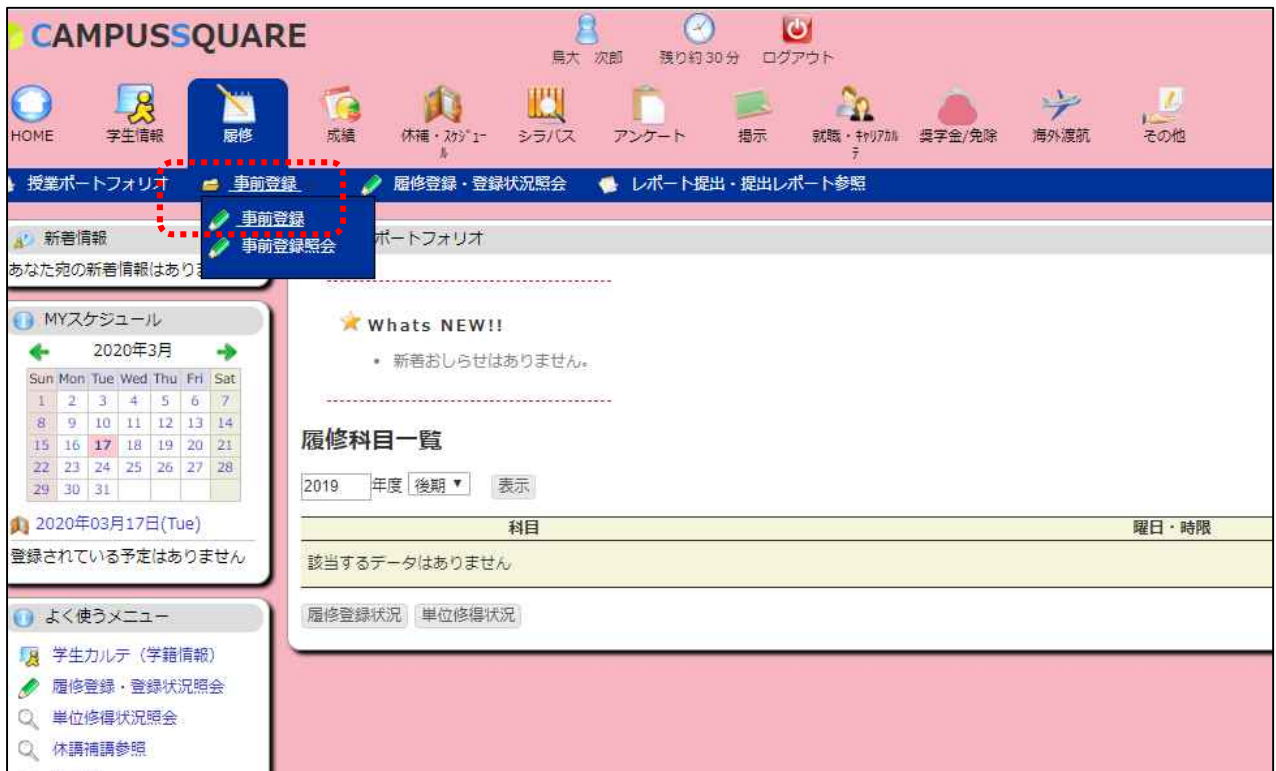 CAMPUSSQUARE
鳥大 次郎 残り約30分 ログアウト
HOME 学生情報 履修 成績 休補・ｽｹｼﾞｭｰﾙ シラバス アンケート 掲示 就職・ｷｬﾘｱｶﾙﾃ 奨学金/免除 海外渡航 その他
授業ポートフォリオ 事前登録 履修登録・登録状況照会 レポート提出・提出レポート参照
事前登録
事前登録照会
新着情報
あなた宛の新着情報はあり
MYスケジュール
2020年3月
Sun Mon Tue Wed Thu Fri Sat
1 2 3 4 5 6 7
8 9 10 11 12 13 14
15 16 17 18 19 20 21
22 23 24 25 26 27 28
29 30 31
2020年03月17日(Tue)
登録されている予定はありません
よく使うメニュー
学生カルテ（学籍情報）
履修登録・登録状況照会
単位修得状況照会
休講補講参照
ポートフォリオ
Whats NEW!!
• 新着おしらせはありません。
履修科目一覧
2019 年度 後期 ▼ 表示
科目 曜日・時限
該当するデータはありません
履修登録状況 単位修得状況